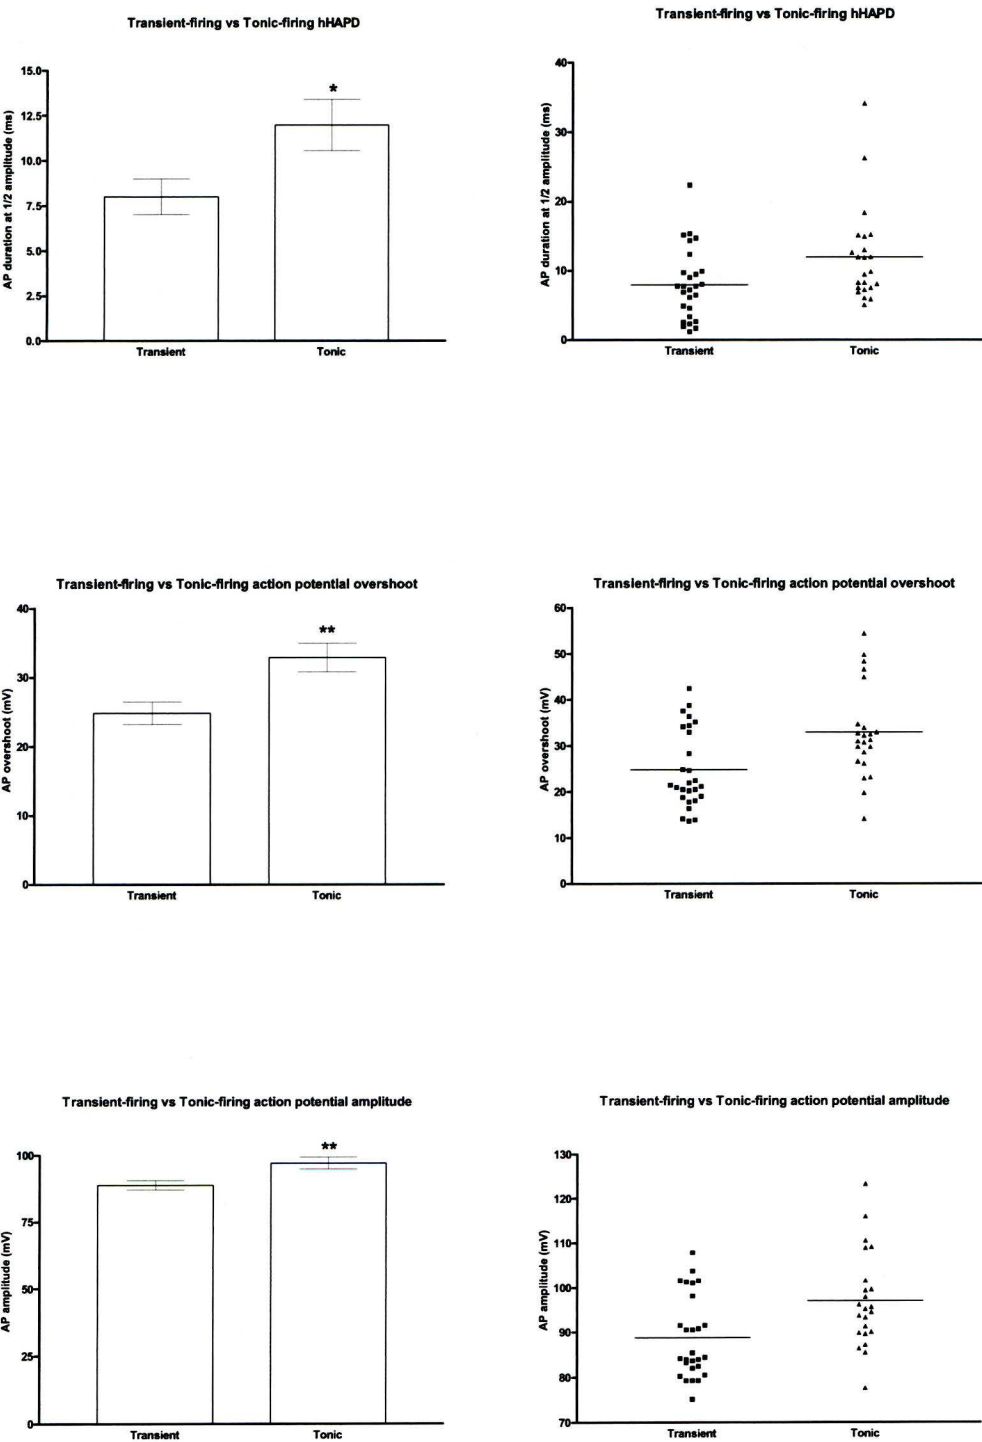 Transient-firing vs Tonic-firing hHAPD
AP duration at 1/2 amplitude (ms)
15.0
12.5
10.0
7.5
5.0
2.5
0.0
*
Transient
Tonic
Transient-firing vs Tonic-firing hHAPD
AP duration at 1/2 amplitude (ms)
40
30
20
10
0
Transient
Tonic
Transient-firing vs Tonic-firing action potential overshoot
AP overshoot (mV)
40
30
20
10
0
**
Transient
Tonic
Transient-firing vs Tonic-firing action potential overshoot
AP overshoot (mV)
60
50
40
30
20
10
0
Transient
Tonic
Transient-firing vs Tonic-firing action potential amplitude
AP amplitude (mV)
100
75
50
25
0
**
Transient
Tonic
Transient-firing vs Tonic-firing action potential amplitude
AP amplitude (mV)
130
120
110
100
90
80
70
Transient
Tonic